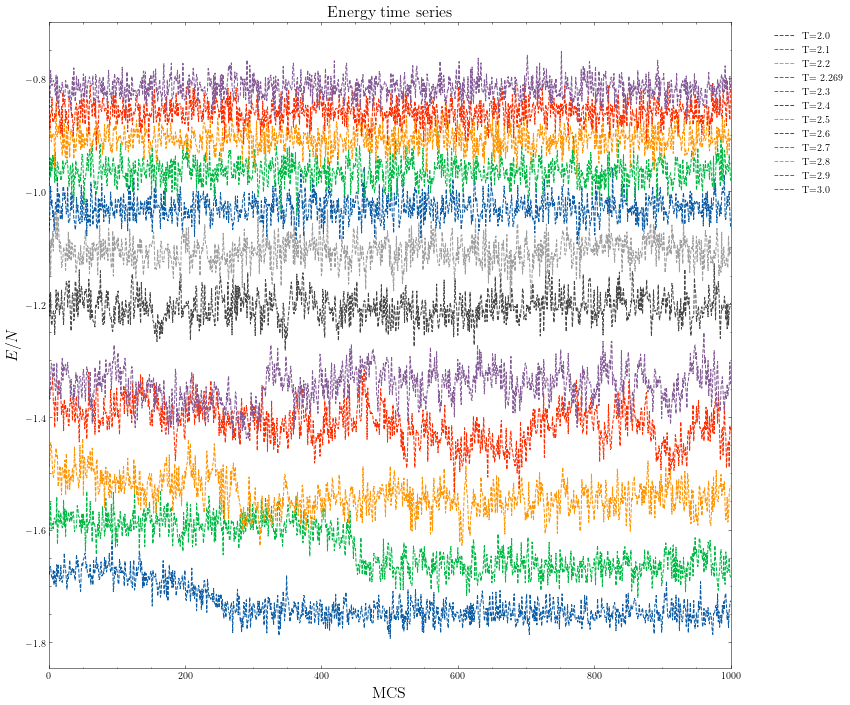 Energy time series
E/N
−0.8
−1.0
−1.2
−1.4
−1.6
−1.8
0
200
400
600
800
1000
MCS
T=2.0
T=2.1
T=2.2
T= 2.269
T=2.3
T=2.4
T=2.5
T=2.6
T=2.7
T=2.8
T=2.9
T=3.0